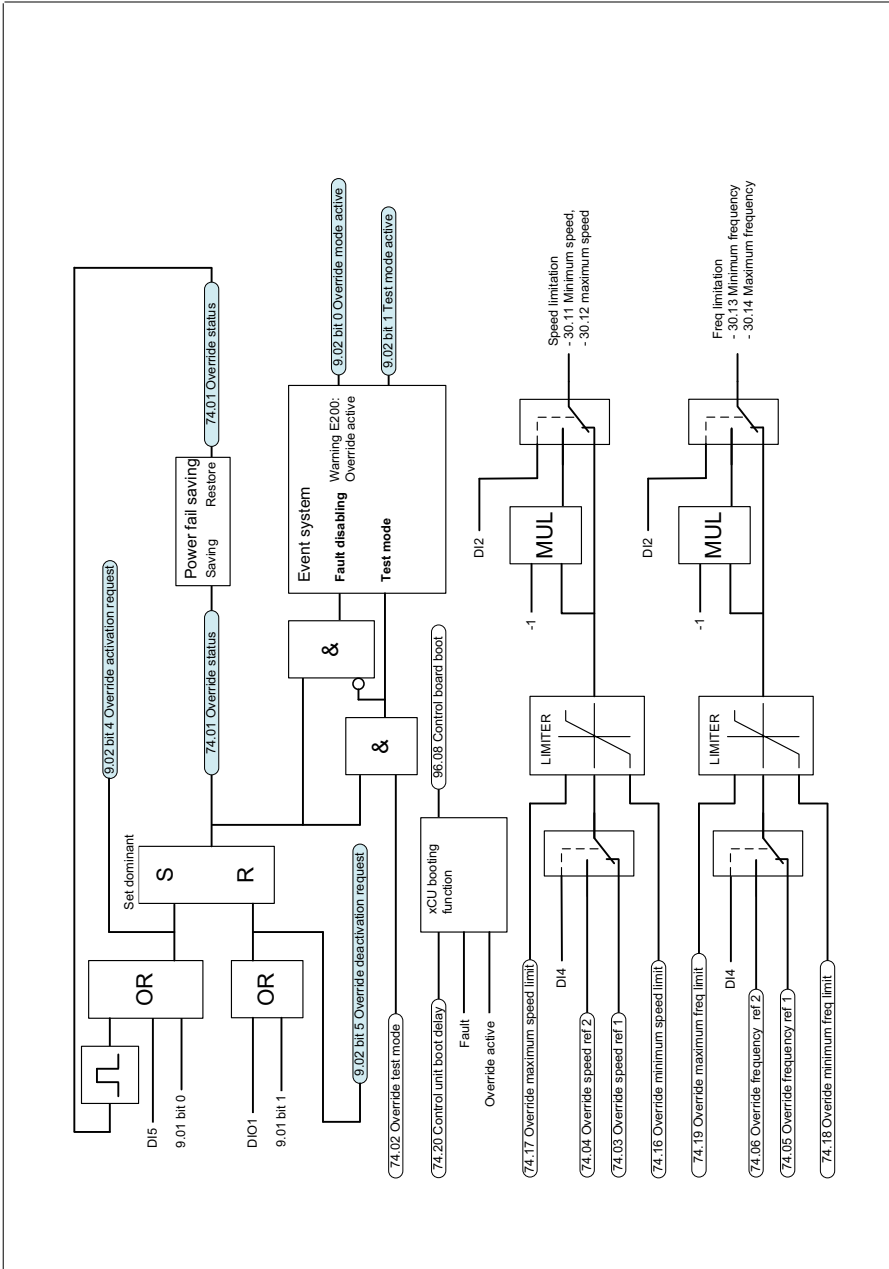 DI5
9.01 bit 0
OR
DIO1
9.01 bit 1
OR
Set dominant
S
R
9.02 bit 4 Override activation request
9.02 bit 5 Override deactivation request
74.01 Override status
Power fail saving
Saving Restore
74.01 Override status
74.02 Override test mode
&
&
Event system
Fault disabling
Warning E200:
Override active
Test mode
9.02 bit 0 Override mode active
9.02 bit 1 Test mode active
74.20 Control unit boot delay
Fault
Override active
xCU booting
function
96.08 Control board boot
74.17 Override maximum speed limit
DI4
74.04 Override speed ref 2
74.03 Override speed ref 1
74.16 Override minimum speed limit
LIMITER
-1
MUL
DI2
Speed limitation
- 30.11 Minimum speed,
- 30.12 maximum speed
74.19 Override maximum freq limit
DI4
74.06 Override frequency ref 2
74.05 Override frequency ref 1
74.18 Overide minimum freq limit
LIMITER
-1
MUL
DI2
Freq limitation
- 30.13 Minimum frequency
- 30.14 Maximum frequency